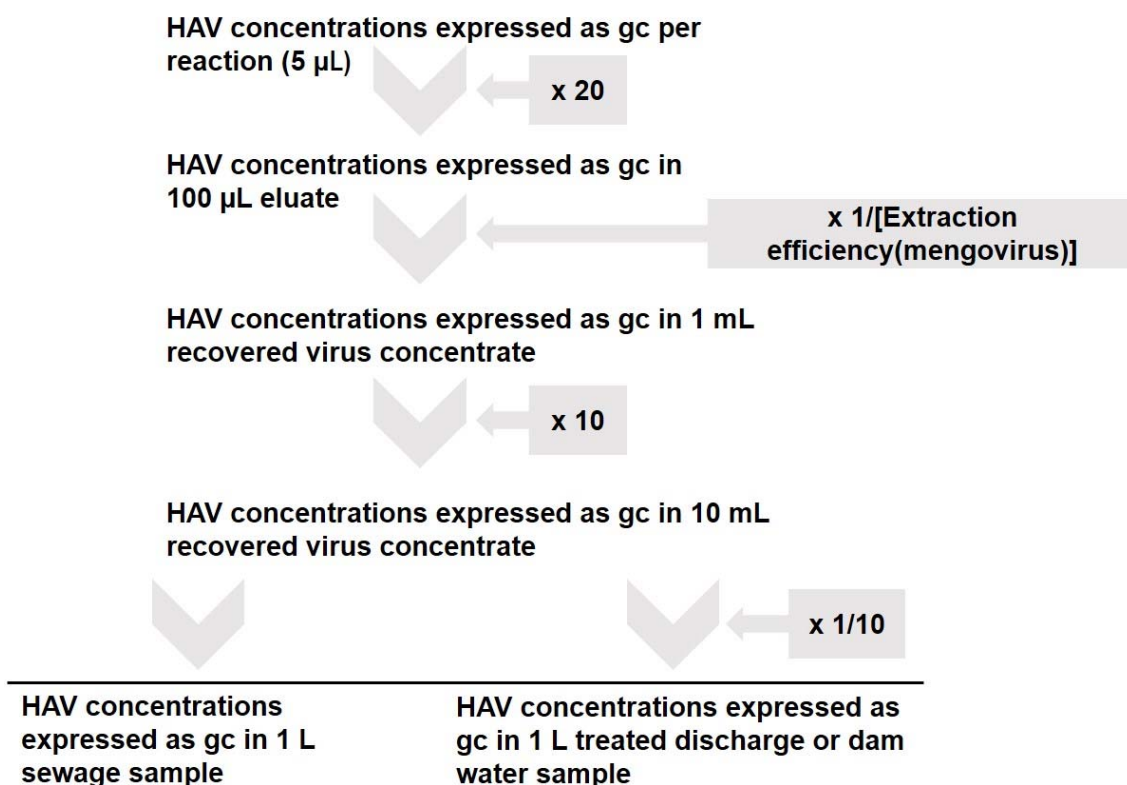 HAV concentrations expressed as gc per
reaction (5 µL)
x 20
HAV concentrations expressed as gc in
100 µL eluate
x 1/[Extraction
efficiency(mengovirus)]
HAV concentrations expressed as gc in 1 mL
recovered virus concentrate
x 10
HAV concentrations expressed as gc in 10 mL
recovered virus concentrate
x 1/10
HAV concentrations
expressed as gc in 1 L
sewage sample
HAV concentrations expressed as
gc in 1 L treated discharge or dam
water sample